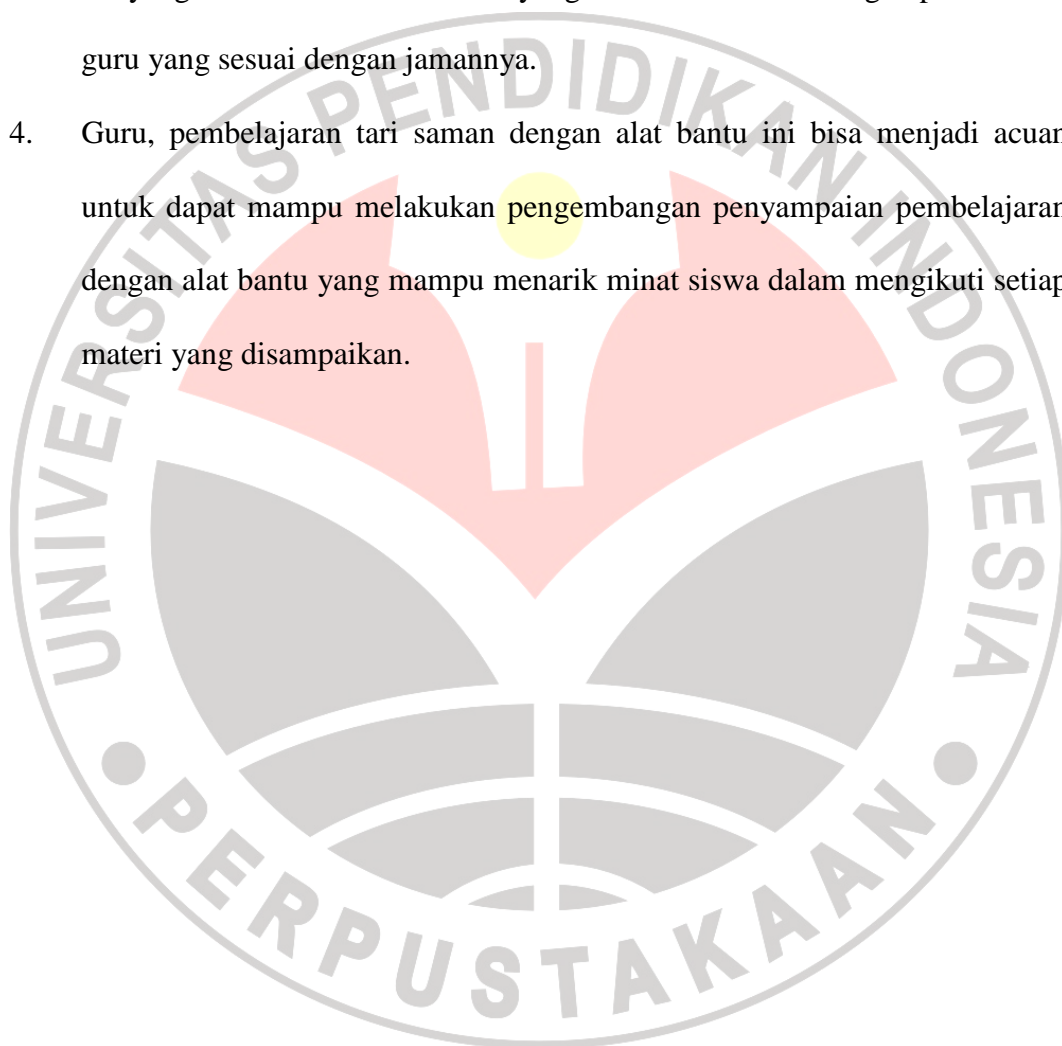 guru yang sesuai dengan jamannya.
4. Guru, pembelajaran tari saman dengan alat bantu ini bisa menjadi acuan
untuk dapat mampu melakukan pengembangan penyampaian pembelajaran
dengan alat bantu yang mampu menarik minat siswa dalam mengikuti setiap
materi yang disampaikan.
UNIVERSITAS PENDIDIKAN INDONESIA
PERPUSTAKAAN